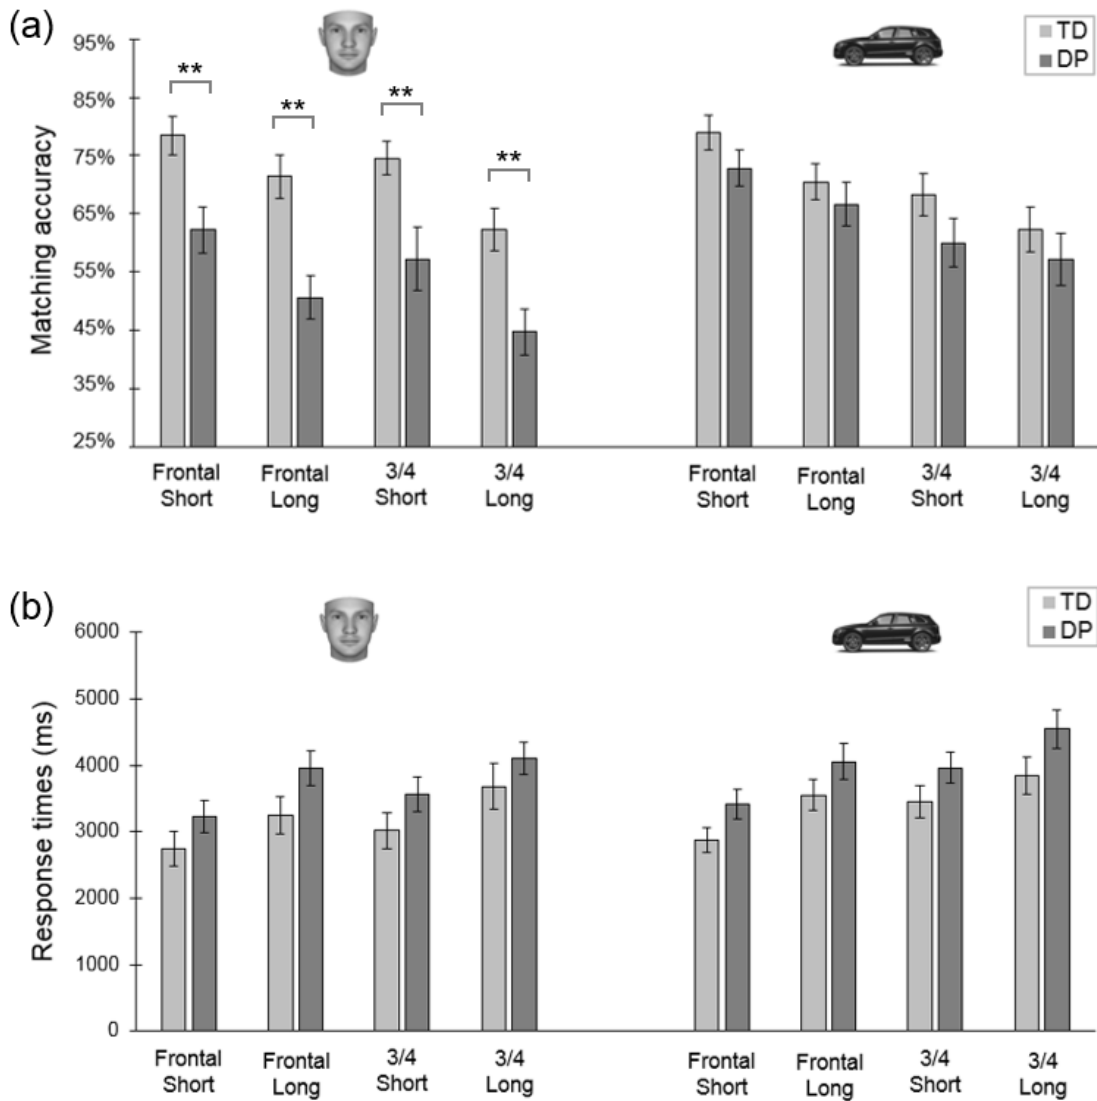 (a)
TD
DP
Matching accuracy
95%
85%
75%
65%
55%
45%
35%
25%
**
**
**
**
Frontal Short
Frontal Long
3/4 Short
3/4 Long
Frontal Short
Frontal Long
3/4 Short
3/4 Long
(b)
TD
DP
Response times (ms)
6000
5000
4000
3000
2000
1000
0
Frontal Short
Frontal Long
3/4 Short
3/4 Long
Frontal Short
Frontal Long
3/4 Short
3/4 Long